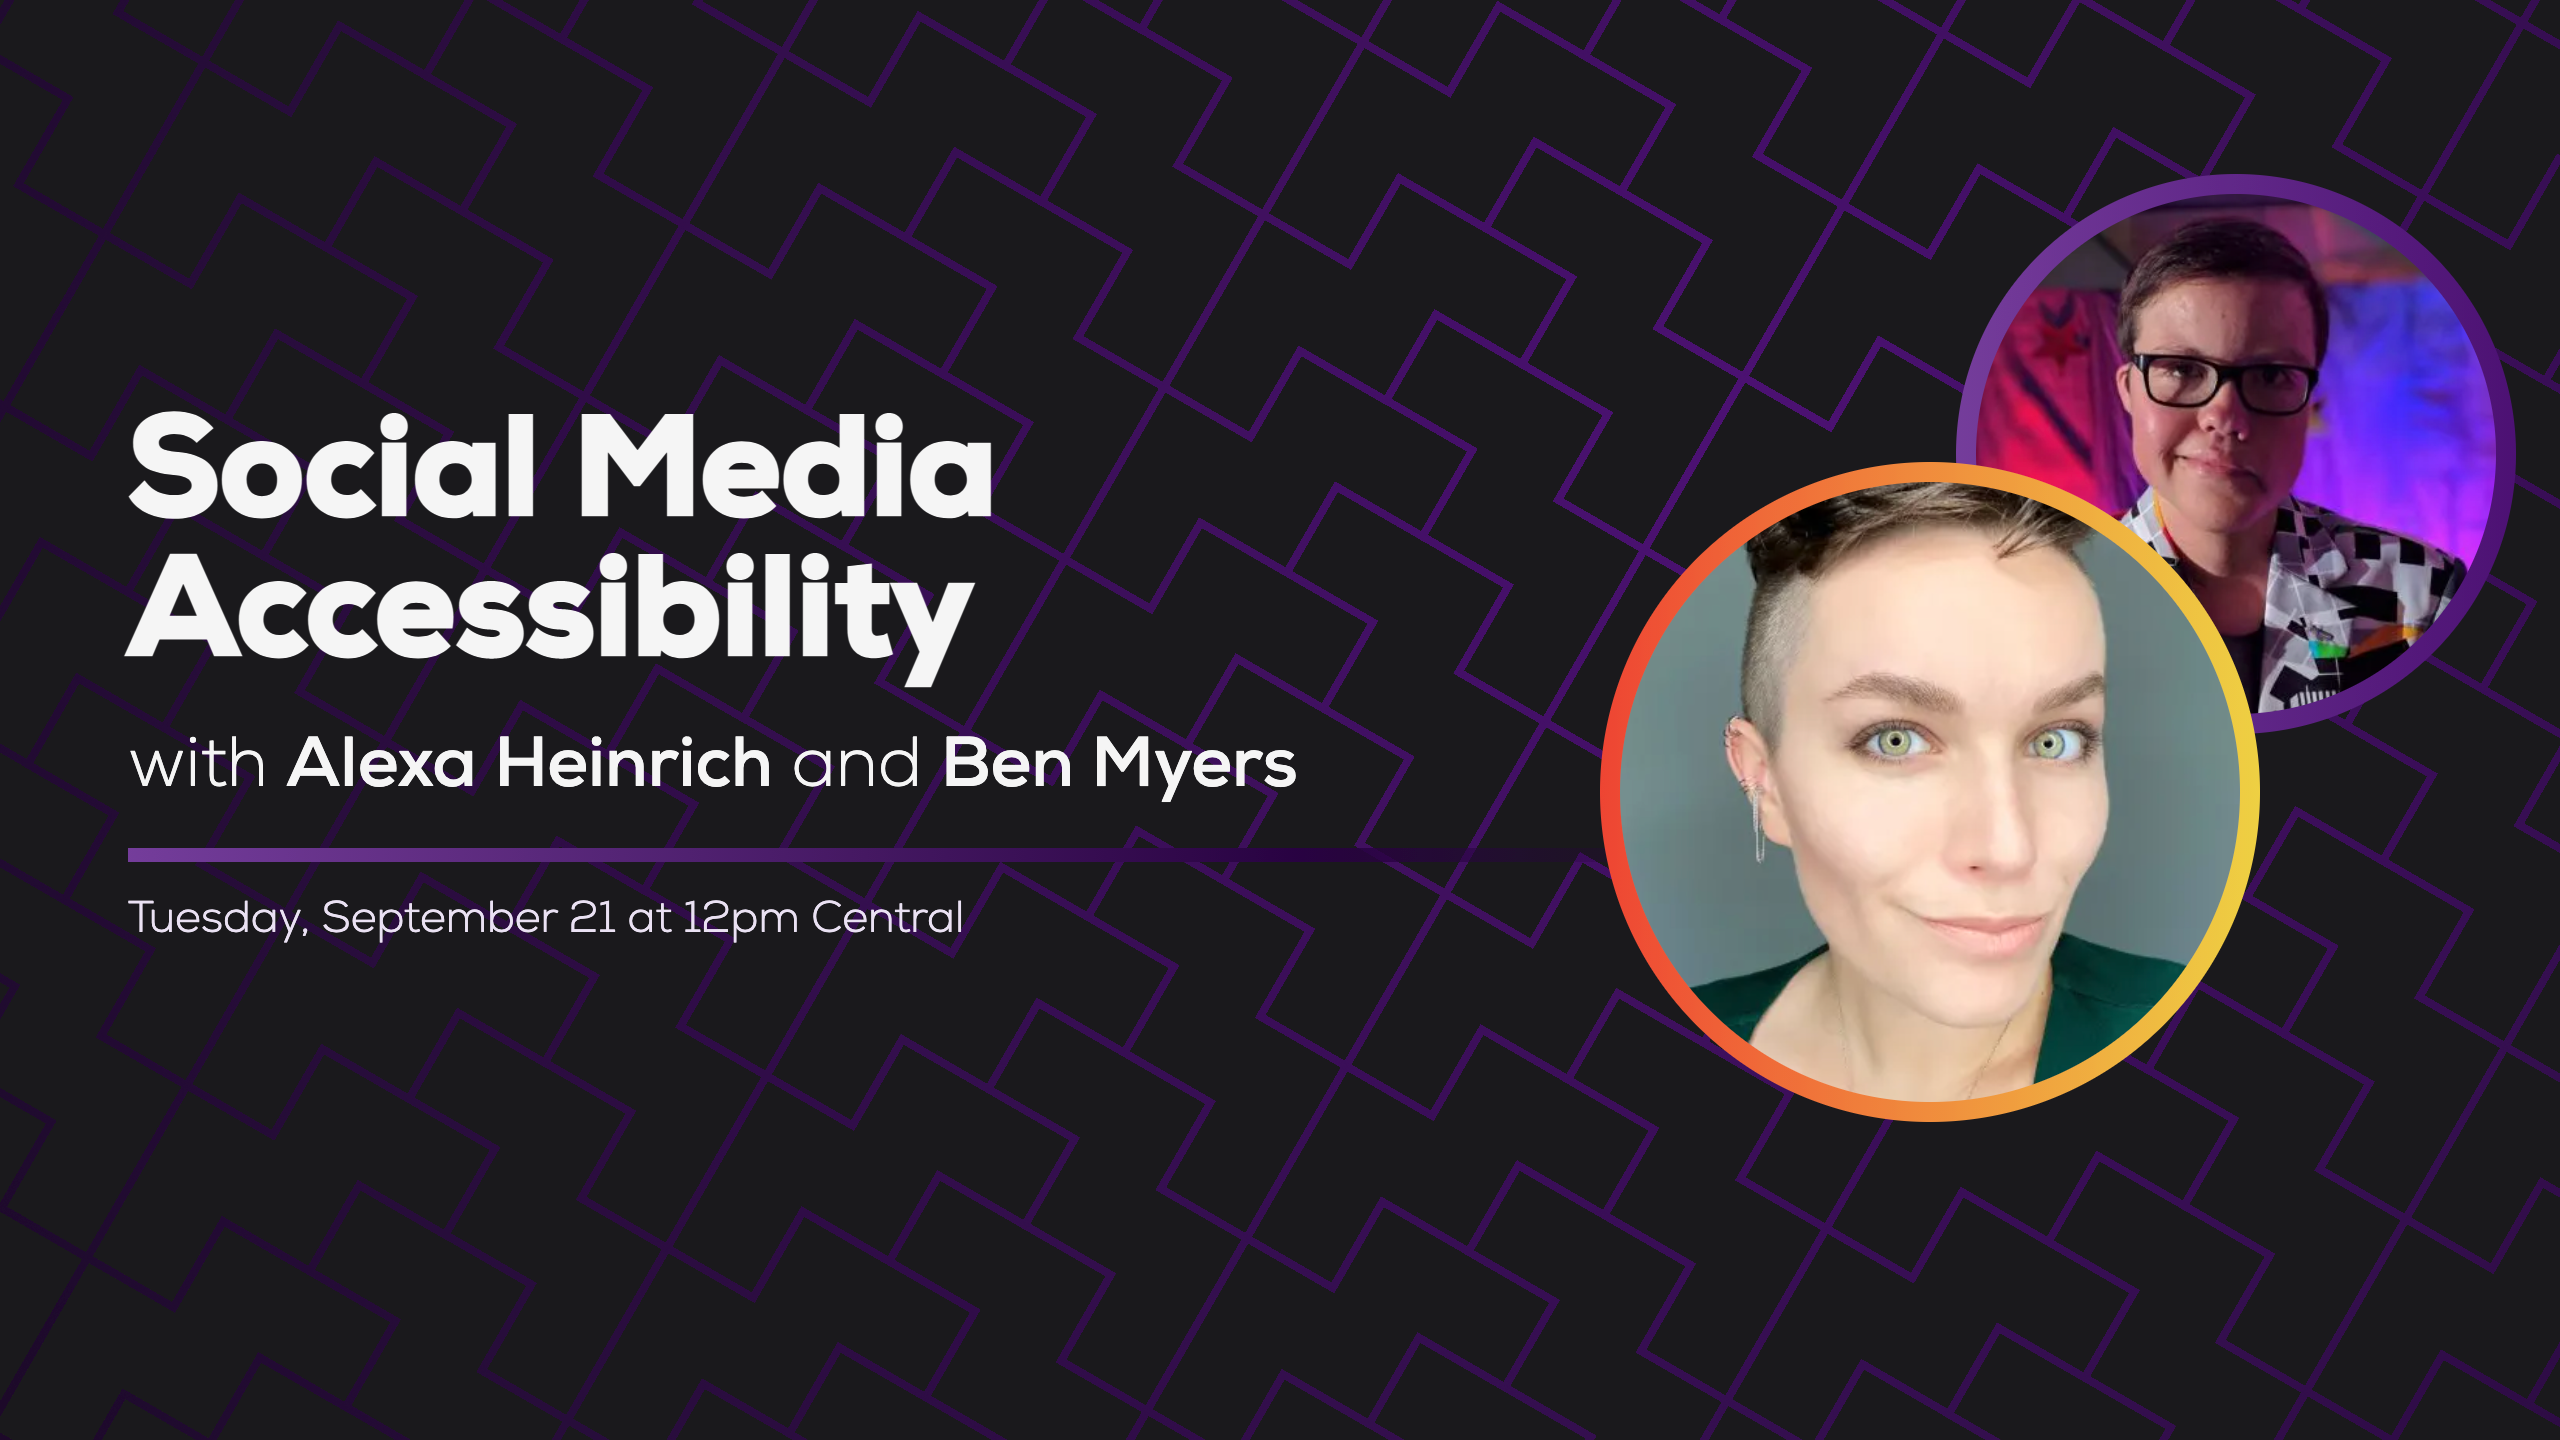 Social Media
Accessibility
with Alexa Heinrich and Ben Myers
Tuesday, September 21 at 12pm Central